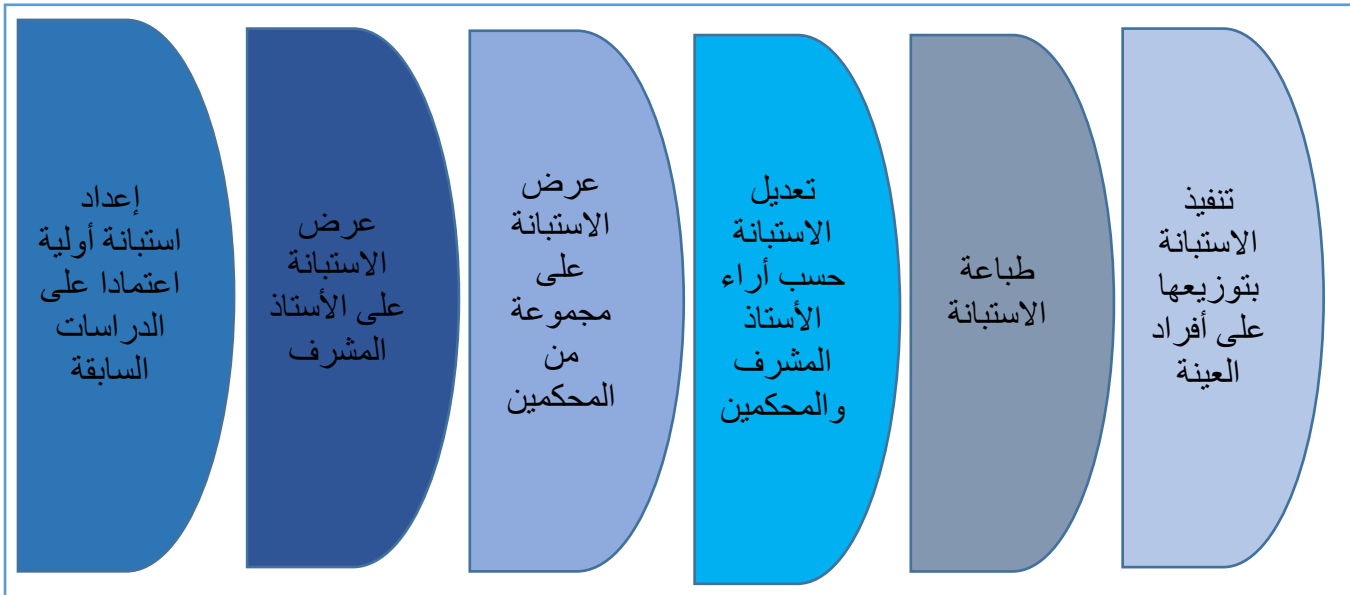 إعداد
استبانة أولية
اعتمادا على
الدراسات
السابقة
عرض
الاستبانة
على الأستاذ
المشرف
عرض
الاستبانة
على
مجموعة
من
المحكمين
تعديل
الاستبانة
حسب أراء
الأستاذ
المشرف
والمحكمين
طباعة
الاستبانة
تنفيذ
الاستبانة
بتوزيعها
على أفراد
العينة